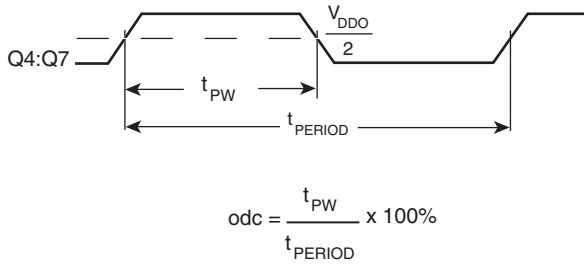 V_DDO
2
Q4:Q7
t_PW
t_PERIOD
odc = t_PW / t_PERIOD x 100%